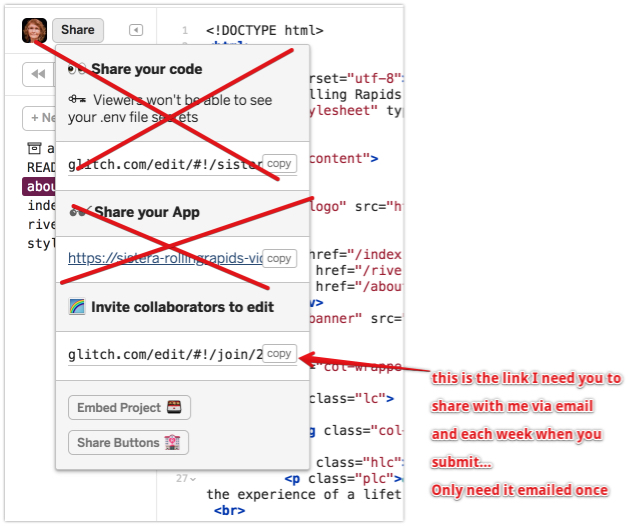 Share
1 <!DOCTYPE html>
<html>
Share your code
rset="utf-8">
Viewers won't be able to see
lling Rapids
your .env file secrets
ylesheet" typ
+ Ne
a
content">
READ
glitch.com/edit/#!/sister
copy
abou
inde
Share your App
logo" src="ht
rive
styl
href="/index
https://sistera-rollingrapids-vic
copy
href="/rive
href="/abou
v>
Invite collaborators to edit
banner" src=
glitch.com/edit/#!/join/2
copy
="col-wrappe
this is the link I need you to
class="lc">
share with me via email
Embed Project
g class="col-
and each week when you
Share Buttons
class="hlc">
submit...
27
<p class="plc">
Only need it emailed once
the experience of a lifet
<br>